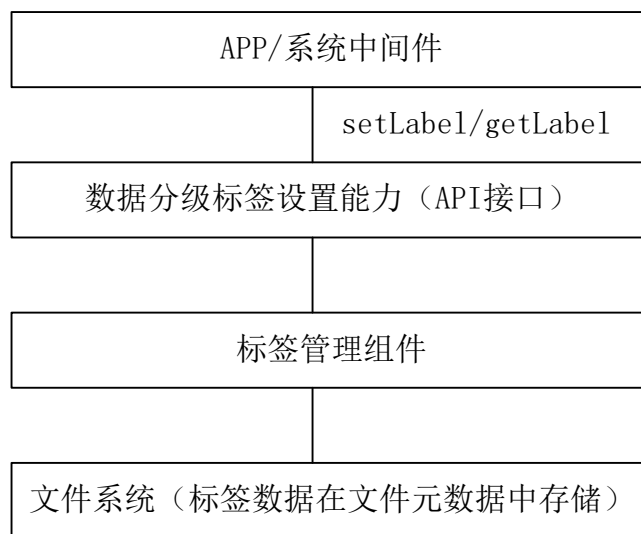 APP/系统中间件
setLabel/getLabel
数据分级标签设置能力（API接口）
标签管理组件
文件系统（标签数据在文件元数据中存储）